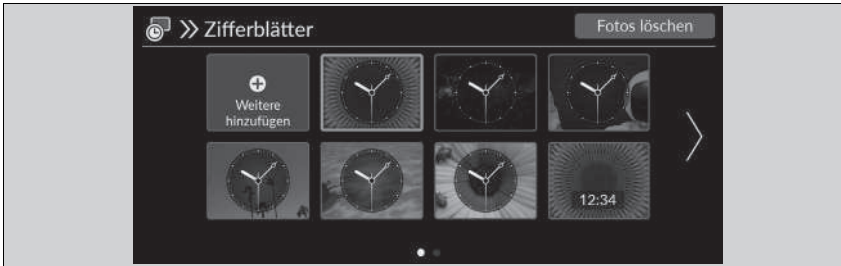 Zifferblätter
Fotos löschen
Weitere
hinzufügen
12:34